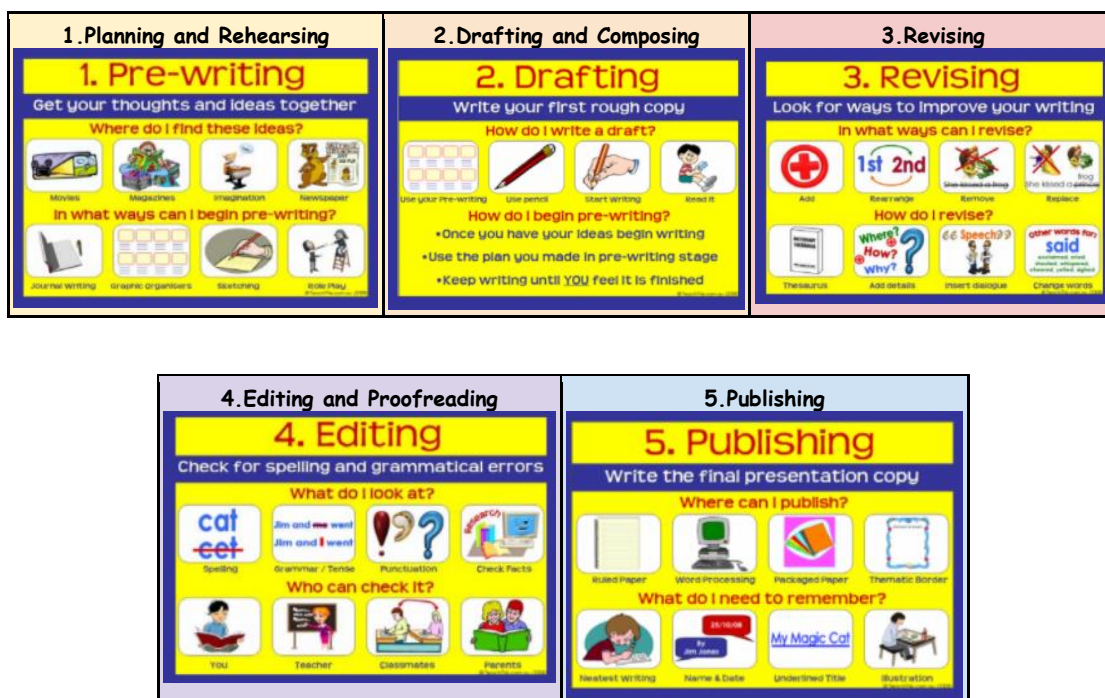 1.Planning and Rehearsing
1. Pre-writing
Get your thoughts and ideas together
Where do I find these ideas?
Movies Magazines Imagination Newspaper
In what ways can I begin pre-writing?
Journal Writing Graphic Organisers Sketching Role Play
2.Drafting and Composing
2. Drafting
Write your first rough copy
How do I write a draft?
Use your Pre-writing Use pencil Start Writing Read it
How do I begin pre-writing?
•Once you have your ideas begin writing
•Use the plan you made in pre-writing stage
•Keep writing until YOU feel it is finished
3.Revising
3. Revising
Look for ways to improve your writing
In what ways can I revise?
1st 2nd
She kissed a frog
frog
She kissed a prince
Add Rearrange Remove Replace
How do I revise?
Where?
How?
Why?
66 Speech 99
other words for:
said
Thesaurus Add details Insert dialogue Change words
4.Editing and Proofreading
4. Editing
Check for spelling and grammatical errors
What do I look at?
cat
cet
Jim and me went
Jim and I went
Research
Spelling Grammar / Tense Punctuation Check Facts
Who can check it?
You Teacher Classmates Parents
5.Publishing
5. Publishing
Write the final presentation copy
Where can I publish?
Ruled Paper Word Processing Packaged Paper Thematic Border
What do I need to remember?
25/10/08
By
Jim Jones
My Magic Cat
Neatest Writing Name & Date Underlined Title Illustration